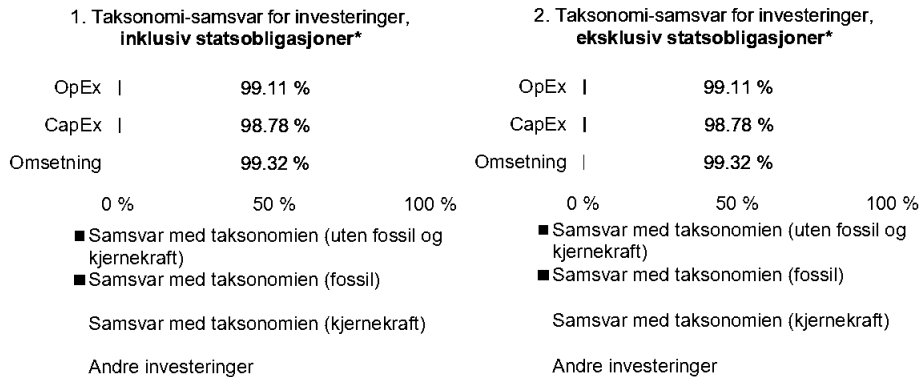 1. Taksonomi-samsvar for investeringer,
inklusiv statsobligasjoner*
OpEx 99.11 %
CapEx 98.78 %
Omsetning 99.32 %
0 % 50 % 100 %
Samsvar med taksonomien (uten fossil og
kjernekraft)
Samsvar med taksonomien (fossil)
Samsvar med taksonomien (kjernekraft)
Andre investeringer
2. Taksonomi-samsvar for investeringer,
eksklusiv statsobligasjoner*
OpEx 99.11 %
CapEx 98.78 %
Omsetning 99.32 %
0 % 50 % 100 %
Samsvar med taksonomien (uten fossil og
kjernekraft)
Samsvar med taksonomien (fossil)
Samsvar med taksonomien (kjernekraft)
Andre investeringer